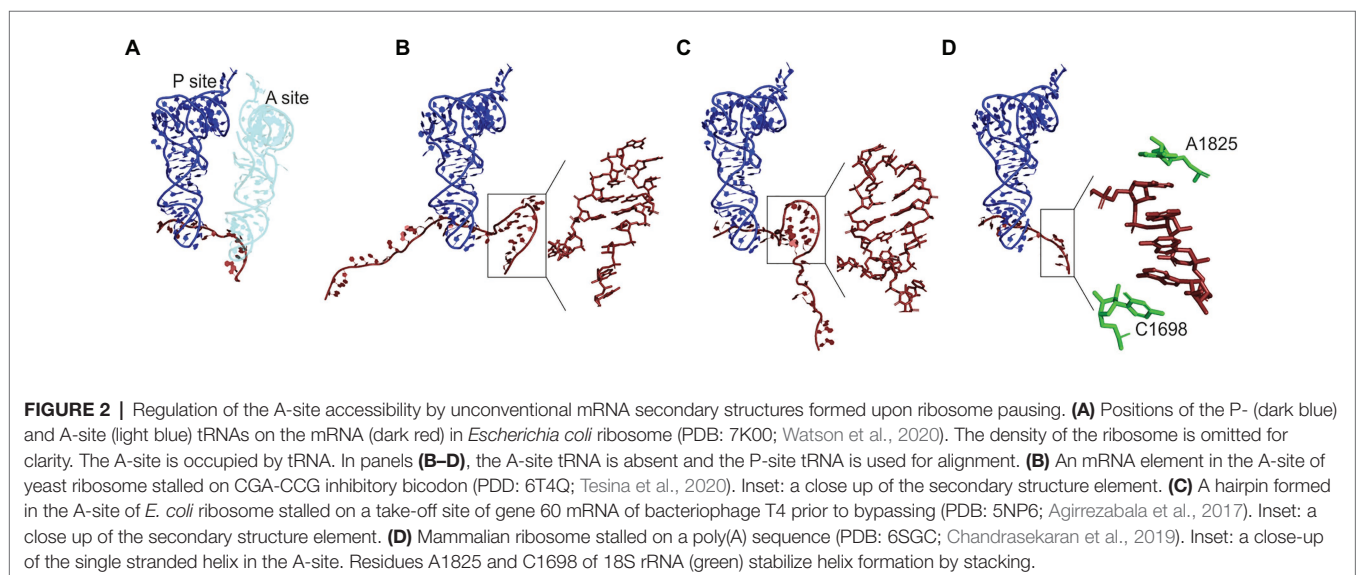 A
B
C
D
P site
A site
A1825
C1698
FIGURE 2 | Regulation of the A-site accessibility by unconventional mRNA secondary structures formed upon ribosome pausing. (A) Positions of the P- (dark blue)
and A-site (light blue) tRNAs on the mRNA (dark red) in Escherichia coli ribosome (PDB: 7K00; Watson et al., 2020). The density of the ribosome is omitted for
clarity. The A-site is occupied by tRNA. In panels (B–D), the A-site tRNA is absent and the P-site tRNA is used for alignment. (B) An mRNA element in the A-site of
yeast ribosome stalled on CGA-CCG inhibitory bicodon (PDD: 6T4Q; Tesina et al., 2020). Inset: a close up of the secondary structure element. (C) A hairpin formed
in the A-site of E. coli ribosome stalled on a take-off site of gene 60 mRNA of bacteriophage T4 prior to bypassing (PDB: 5NP6; Agirrezabala et al., 2017). Inset: a
close up of the secondary structure element. (D) Mammalian ribosome stalled on a poly(A) sequence (PDB: 6SGC; Chandrasekaran et al., 2019). Inset: a close-up
of the single stranded helix in the A-site. Residues A1825 and C1698 of 18S rRNA (green) stabilize helix formation by stacking.